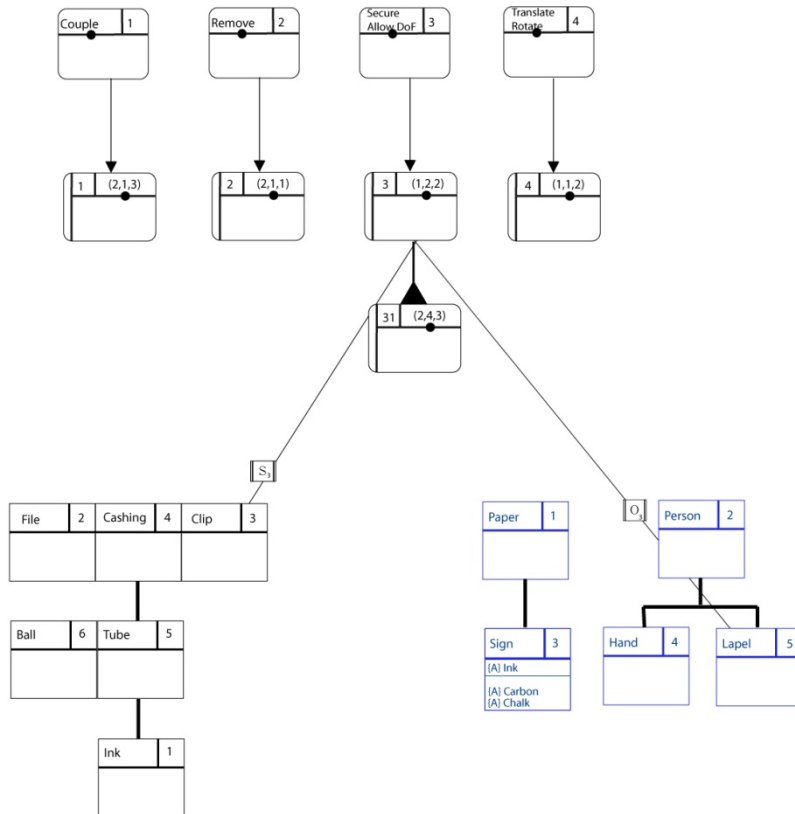 Couple 1
Remove 2
Secure
Allow DoF 3
Translate
Rotate 4
1 (2,1,3)
2 (2,1,1)
3 (1,2,2)
4 (1,1,2)
31 (2,4,3)
S₃
O₃
File 2
Cashing 4
Clip 3
Paper 1
Person 2
Ball 6
Tube 5
Sign 3
{A} Ink
{A} Carbon
{A} Chalk
Hand 4
Lapel 5
Ink 1